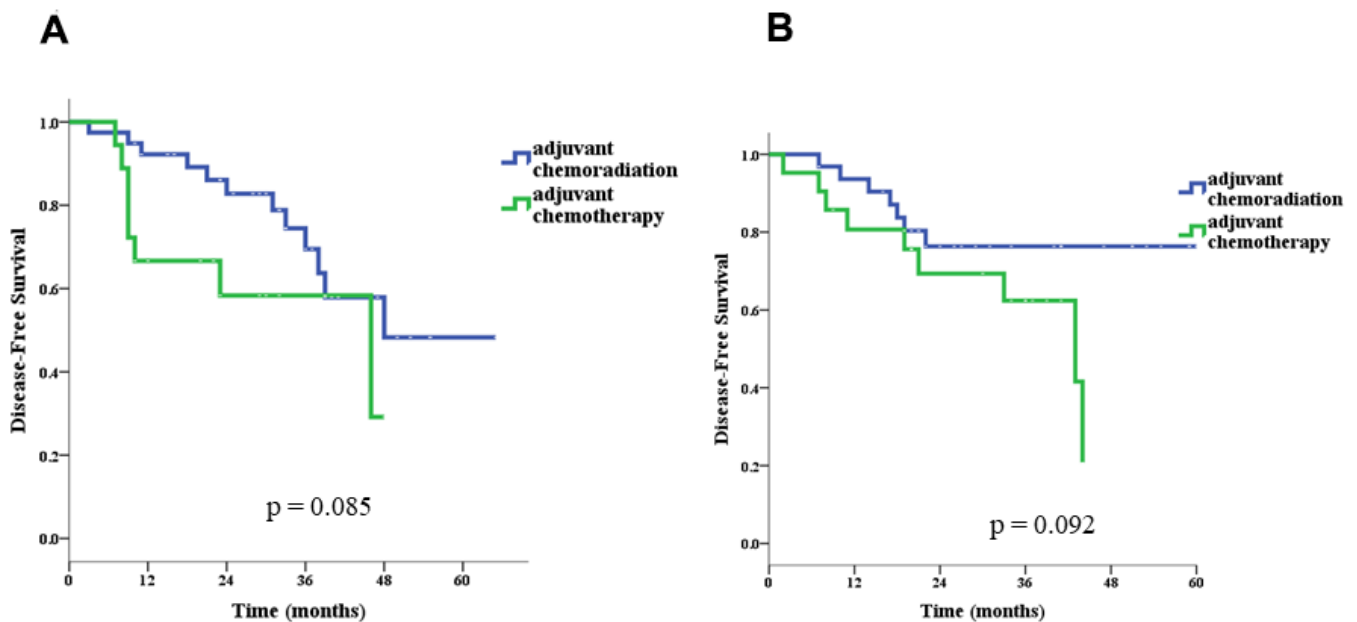 A
Disease-Free Survival
1.0
0.8
0.6
0.4
0.2
0.0
adjuvant
chemoradiation
adjuvant
chemotherapy
p = 0.085
0 12 24 36 48 60
Time (months)
B
Disease-Free Survival
1.0
0.8
0.6
0.4
0.2
0.0
adjuvant
chemoradiation
adjuvant
chemotherapy
p = 0.092
0 12 24 36 48 60
Time (months)